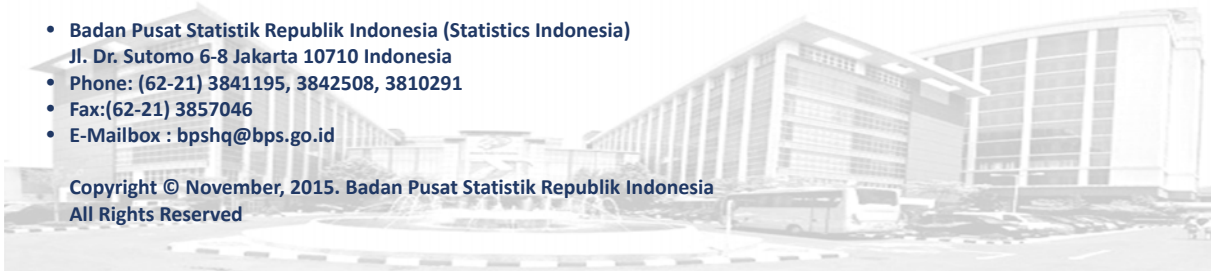 • Badan Pusat Statistik Republik Indonesia (Statistics Indonesia)
Jl. Dr. Sutomo 6-8 Jakarta 10710 Indonesia
• Phone: (62-21) 3841195, 3842508, 3810291
• Fax:(62-21) 3857046
• E-Mailbox : bpshq@bps.go.id
Copyright © November, 2015. Badan Pusat Statistik Republik Indonesia
All Rights Reserved